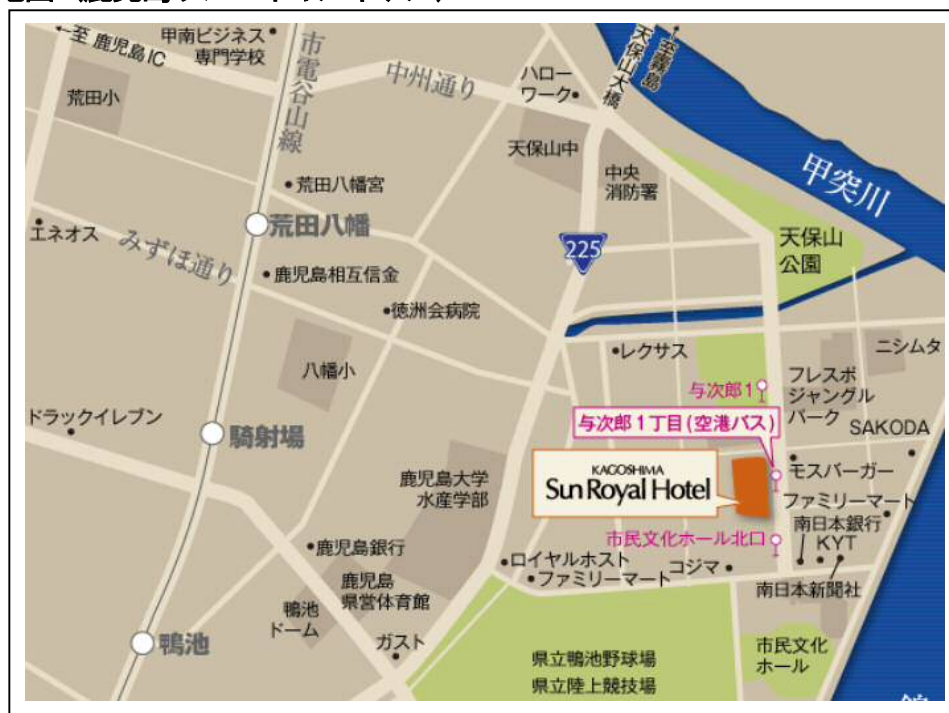 ←至 鹿児島IC
甲南ビジネス
専門学校
荒田小
市電谷山線
中州通り
ハロー
ワーク
天保山大橋
至霧島
天保山中
中央
消防署
甲突川
荒田八幡宮
荒田八幡
エネオス
みずほ通り
225
天保山
公園
鹿児島相互信金
徳洲会病院
レクサス
ニシムタ
八幡小
与次郎1
フレスポ
ジャングル
パーク
ドラッグイレブン
騎射場
与次郎1丁目(空港バス)
SAKODA
鹿児島大学
水産学部
KAGOSHIMA
Sun Royal Hotel
モスバーガー
ファミリーマート
南日本銀行
市民文化ホール北口
KYT
鹿児島銀行
ロイヤルホスト
コジマ
ファミリーマート
南日本新聞社
鹿児島
県営体育館
鴨池
ドーム
ガスト
鴨池
県立鴨池野球場
県立陸上競技場
市民文化
ホール